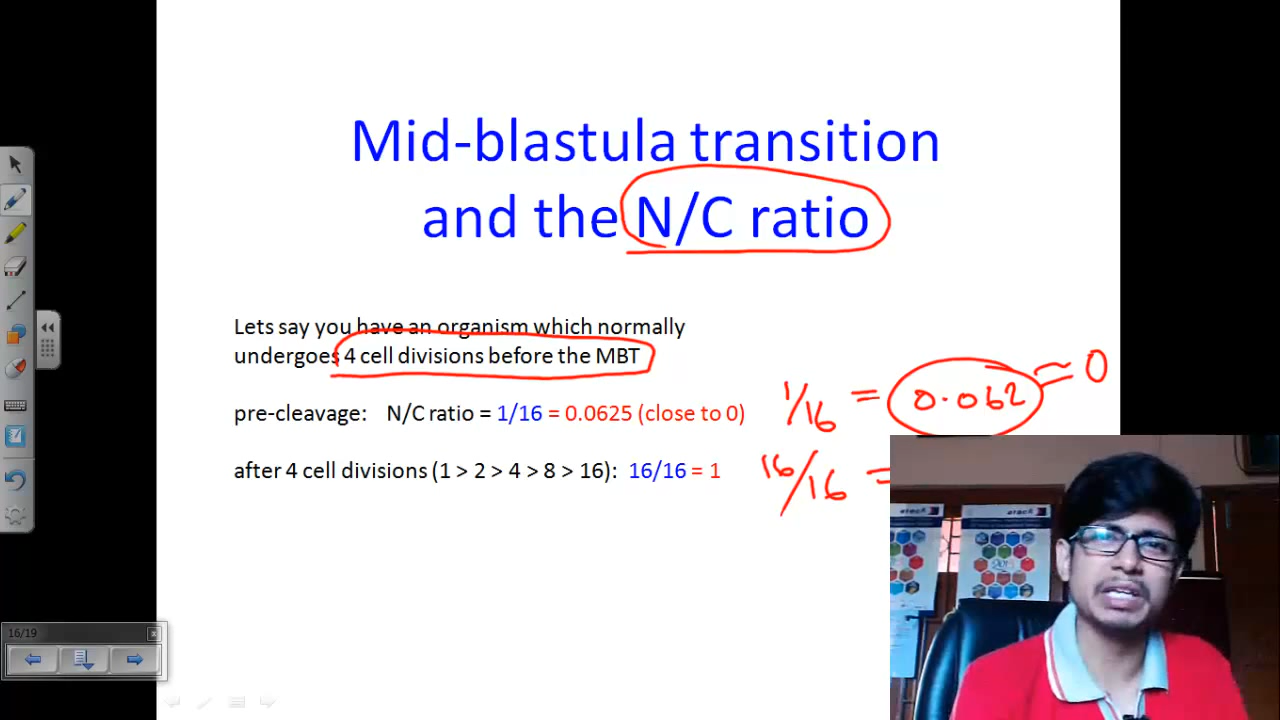 Mid-blastula transition
and the N/C ratio
Lets say you have an organism which normally
undergoes 4 cell divisions before the MBT
pre-cleavage: N/C ratio = 1/16 = 0.0625 (close to 0)
1/16 = 0.062 ≈ 0
after 4 cell divisions (1 > 2 > 4 > 8 > 16): 16/16 = 1
16/16 =
16/19